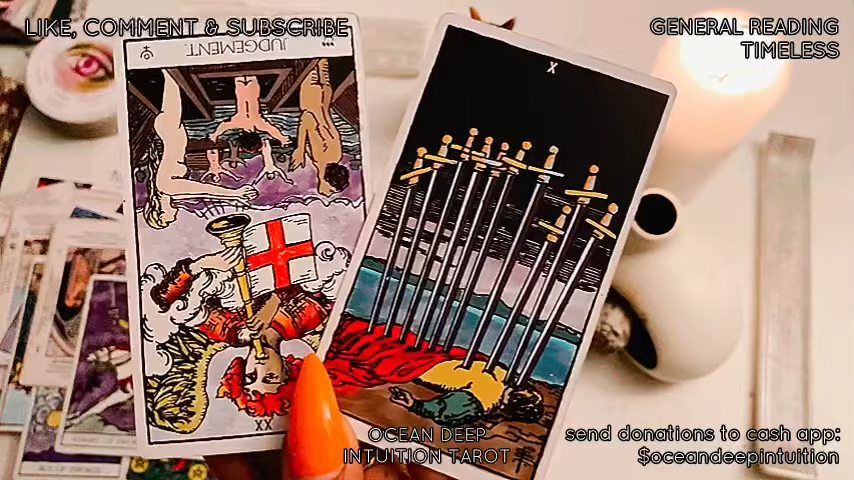 LIKE, COMMENT & SUBSCRIBE
GENERAL READING
TIMELESS
JUDGEMENT.
X
XX
OCEAN DEEP
INTUITION TAROT
send donations to cash app:
$oceandeepintuition